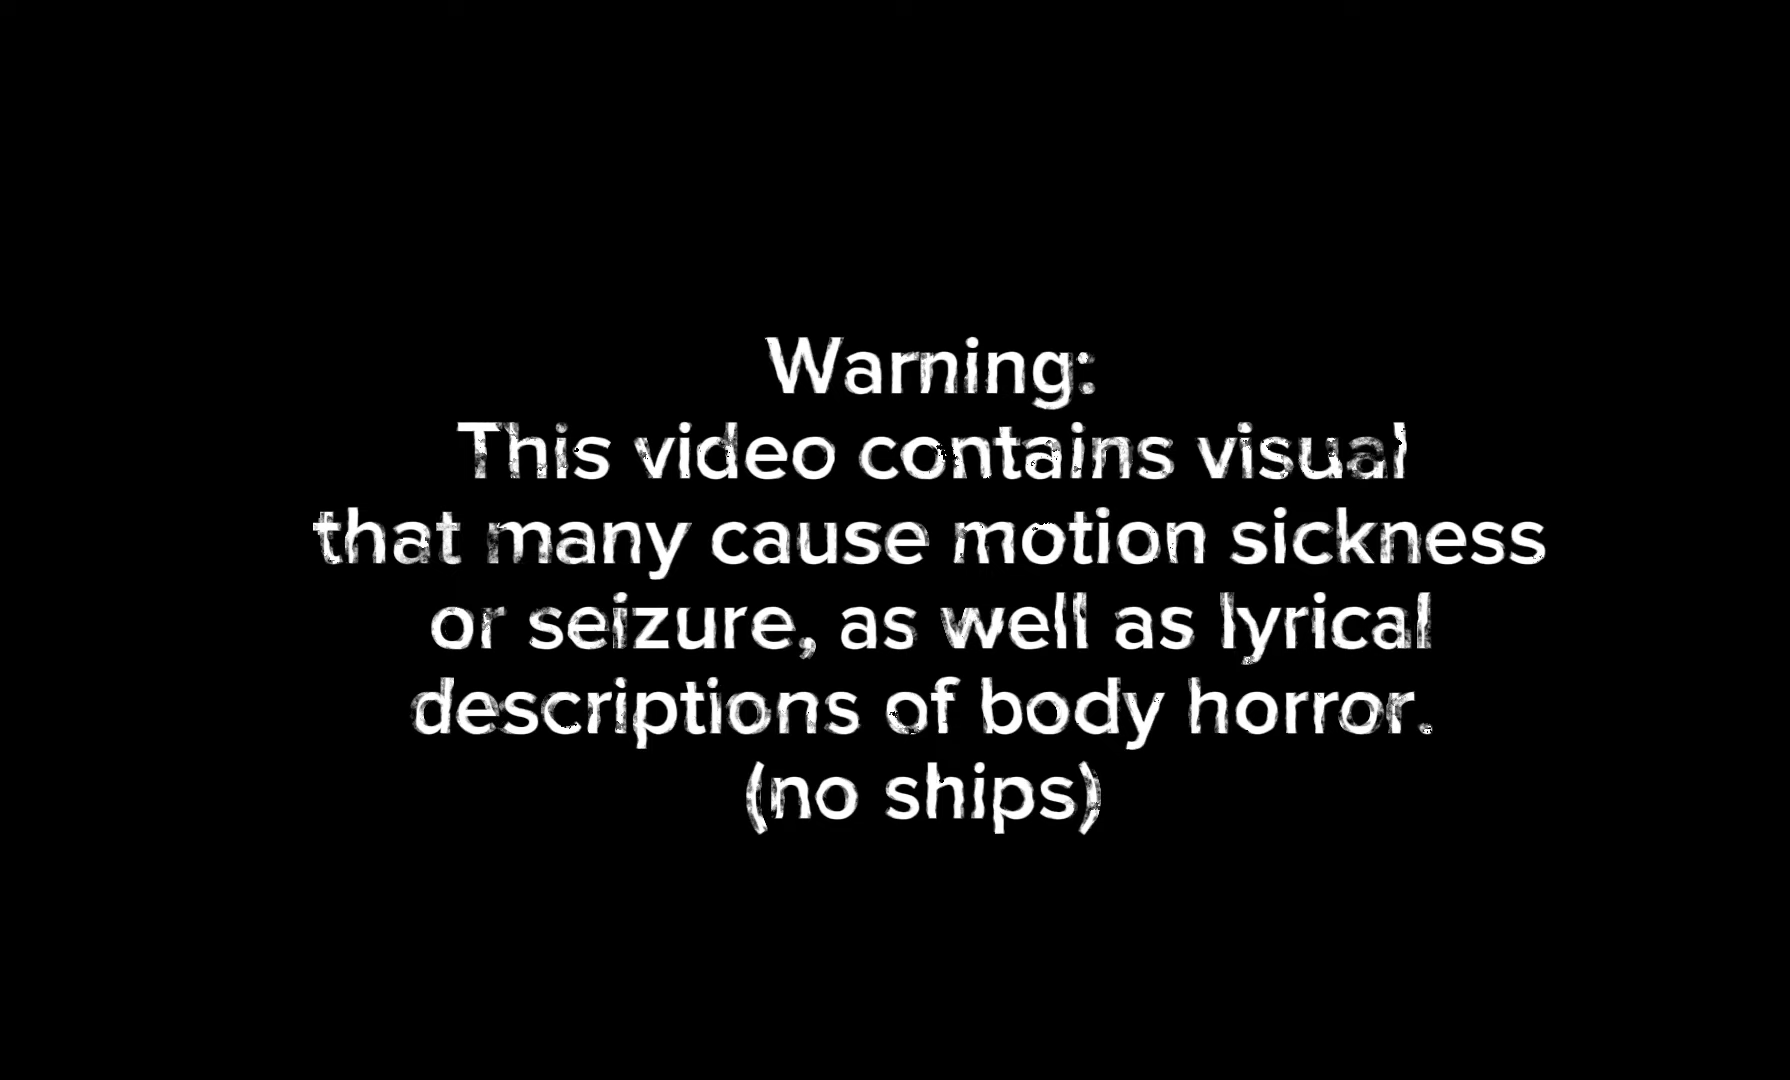 Warning:
This video contains visual
that many cause motion sickness
or seizure, as well as lyrical
descriptions of body horror.
(no ships)